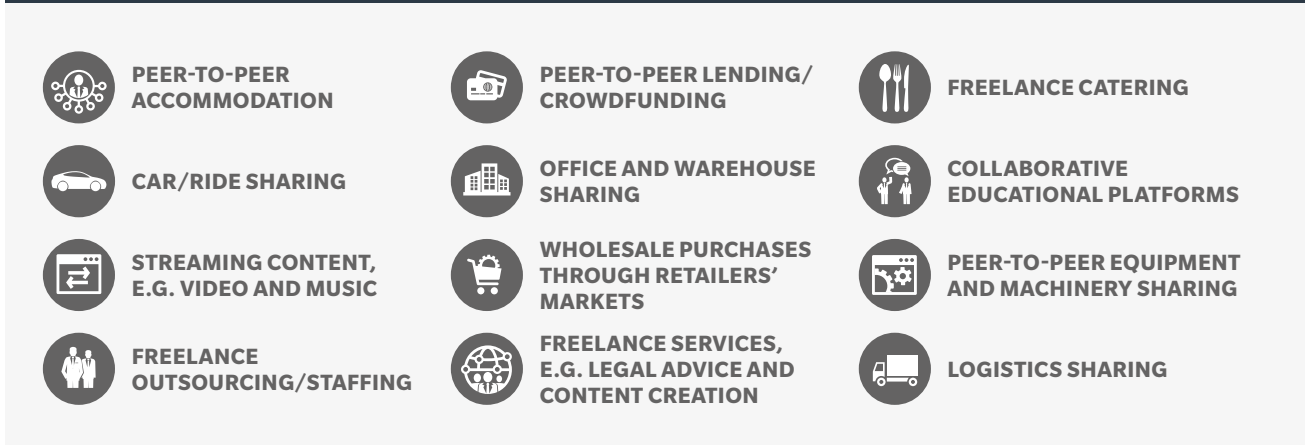 PEER-TO-PEER
ACCOMMODATION
CAR/RIDE SHARING
STREAMING CONTENT,
E.G. VIDEO AND MUSIC
FREELANCE
OUTSOURCING/STAFFING
PEER-TO-PEER LENDING/
CROWDFUNDING
OFFICE AND WAREHOUSE
SHARING
WHOLESALE PURCHASES
THROUGH RETAILERS’
MARKETS
FREELANCE SERVICES,
E.G. LEGAL ADVICE AND
CONTENT CREATION
FREELANCE CATERING
COLLABORATIVE
EDUCATIONAL PLATFORMS
PEER-TO-PEER EQUIPMENT
AND MACHINERY SHARING
LOGISTICS SHARING